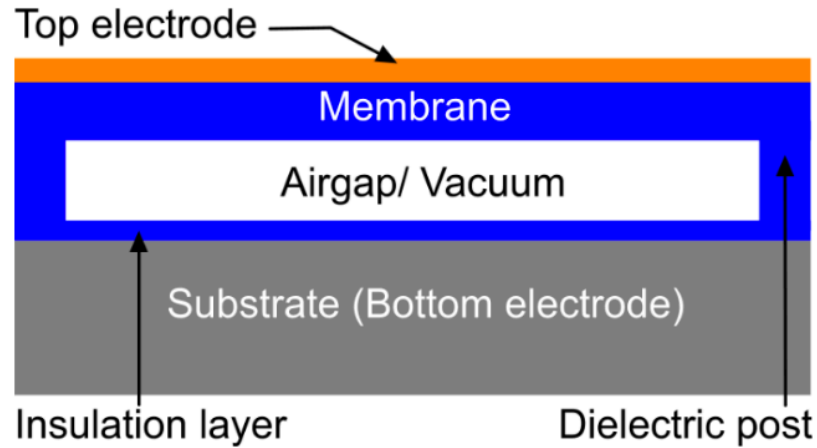 Top electrode
Membrane
Airgap/ Vacuum
Substrate (Bottom electrode)
Insulation layer
Dielectric post